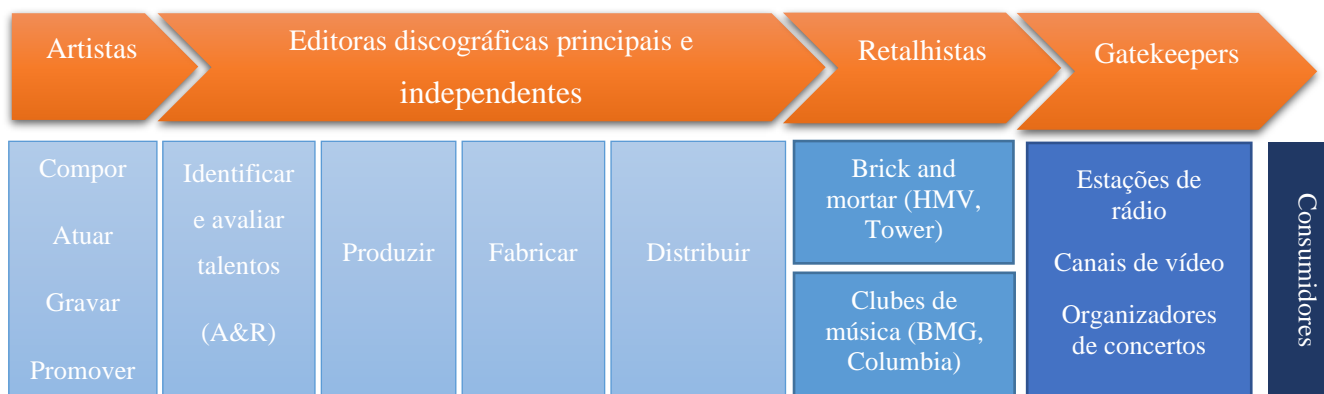 Artistas
Editoras discográficas principais e
independentes
Retalhistas
Gatekeepers
Compor
Atuar
Gravar
Promover
Identificar
e avaliar
talentos
(A&R)
Produzir
Fabricar
Distribuir
Brick and
mortar (HMV,
Tower)
Clubes de
música (BMG,
Columbia)
Estações de
rádio
Canais de vídeo
Organizadores
de concertos
Consumidores